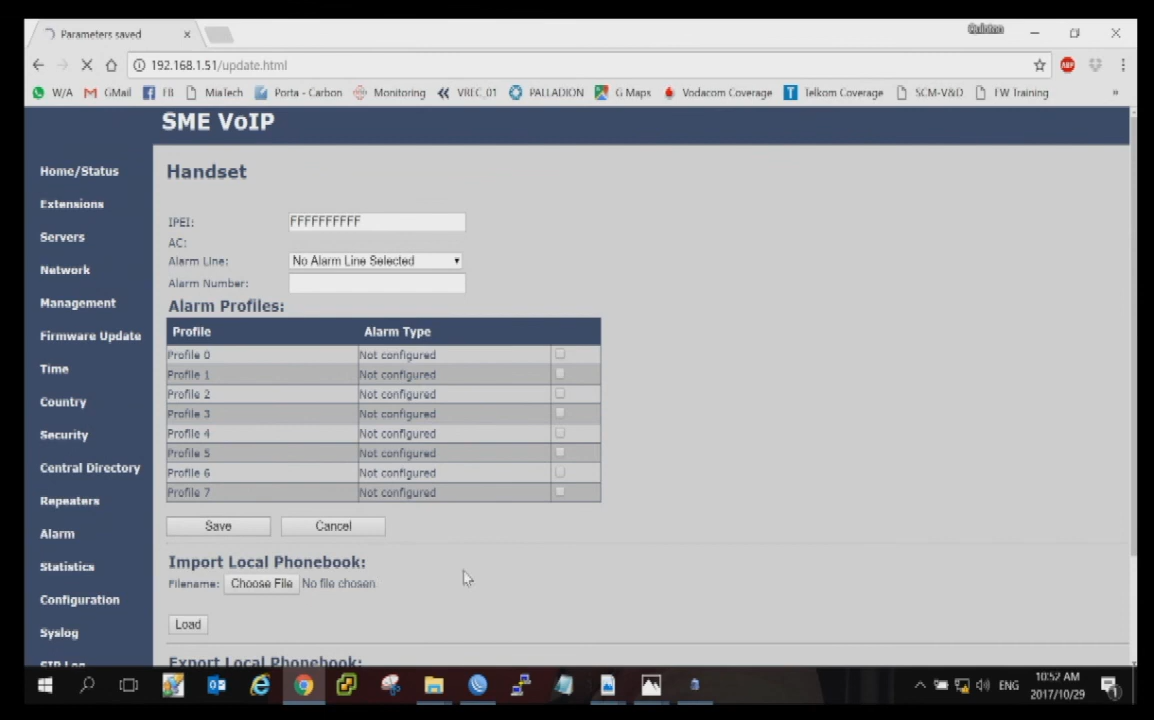 Parameters saved
192.168.1.51/update.html
W/A GMail FB MiaTech Porta - Carbon Monitoring VREC_01 PALLADION G Maps Vodacom Coverage Telkom Coverage SCM-V&D TW Training »
SME VoIP
Home/Status
Extensions
Servers
Network
Management
Firmware Update
Time
Country
Security
Central Directory
Repeaters
Alarm
Statistics
Configuration
Syslog
SIP Log
Handset
IPEI: FFFFFFFFFF
AC:
Alarm Line: No Alarm Line Selected
Alarm Number:
Alarm Profiles:
Profile Alarm Type
Profile 0 Not configured
Profile 1 Not configured
Profile 2 Not configured
Profile 3 Not configured
Profile 4 Not configured
Profile 5 Not configured
Profile 6 Not configured
Profile 7 Not configured
Save Cancel
Import Local Phonebook:
Filename: Choose File No file chosen
Load
Export Local Phonebook:
ENG 10:52 AM
2017/10/29